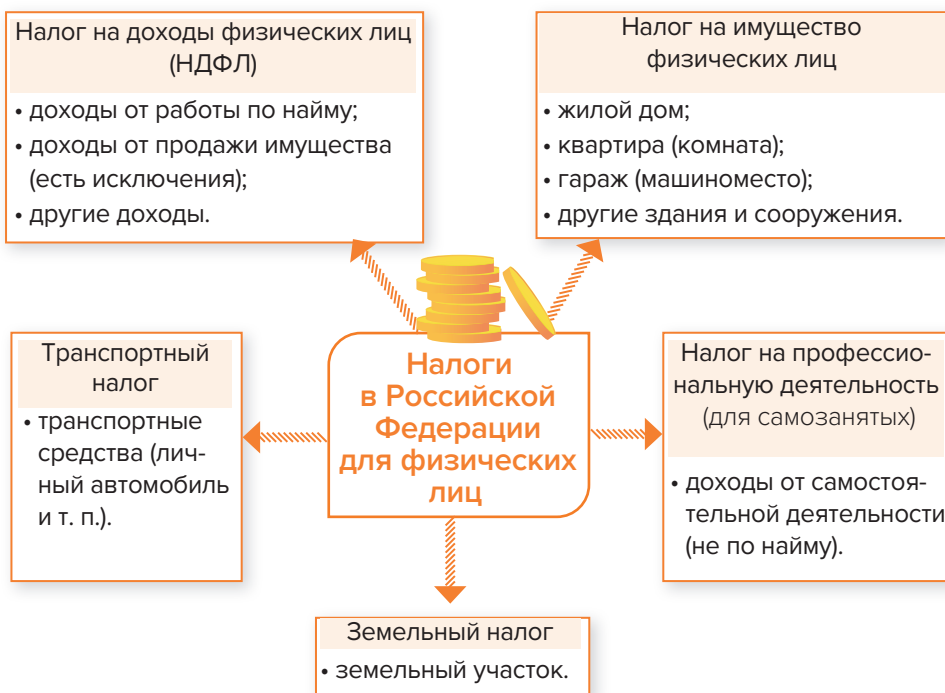 Налог на доходы физических лиц
(НДФЛ)
• доходы от работы по найму;
• доходы от продажи имущества
(есть исключения);
• другие доходы.
Налог на имущество
физических лиц
• жилой дом;
• квартира (комната);
• гараж (машиноместо);
• другие здания и сооружения.
Транспортный
налог
• транспортные
средства (лич-
ный автомобиль
и т. п.).
Налоги
в Российской
Федерации
для физических
лиц
Налог на профессио-
нальную деятельность
(для самозанятых)
• доходы от самостоя-
тельной деятельности
(не по найму).
Земельный налог
• земельный участок.